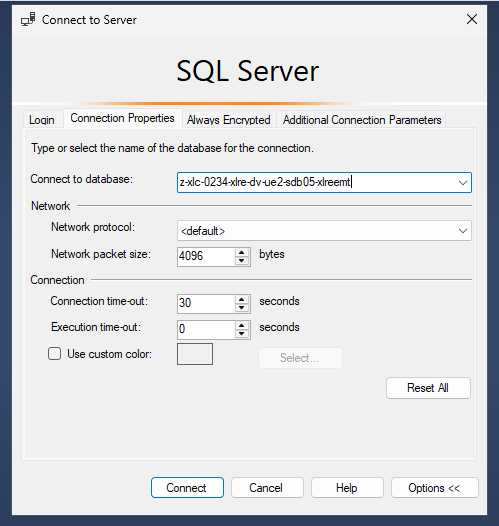 Connect to Server
SQL Server
Login Connection Properties Always Encrypted Additional Connection Parameters
Type or select the name of the database for the connection.
Connect to database: z-xlc-0234-xlre-dv-ue2-sdb05-xlreemt
Network
Network protocol: <default>
Network packet size: 4096 bytes
Connection
Connection time-out: 30 seconds
Execution time-out: 0 seconds
Use custom color: Select...
Reset All
Connect Cancel Help Options <<